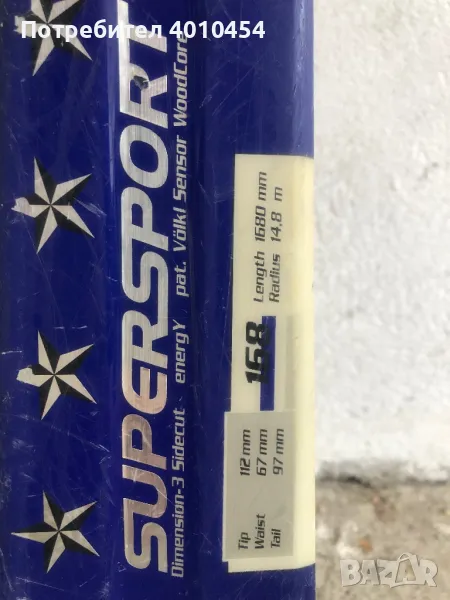 Потребител 4010454
SUPERSPORT
Dimension-3 Sidecut energY pat. Völkl Sensor WoodCore
168
Length 1680 mm
Radius 14,8 m
Tip 112 mm
Waist 67 mm
Tail 97 mm
BAZAR